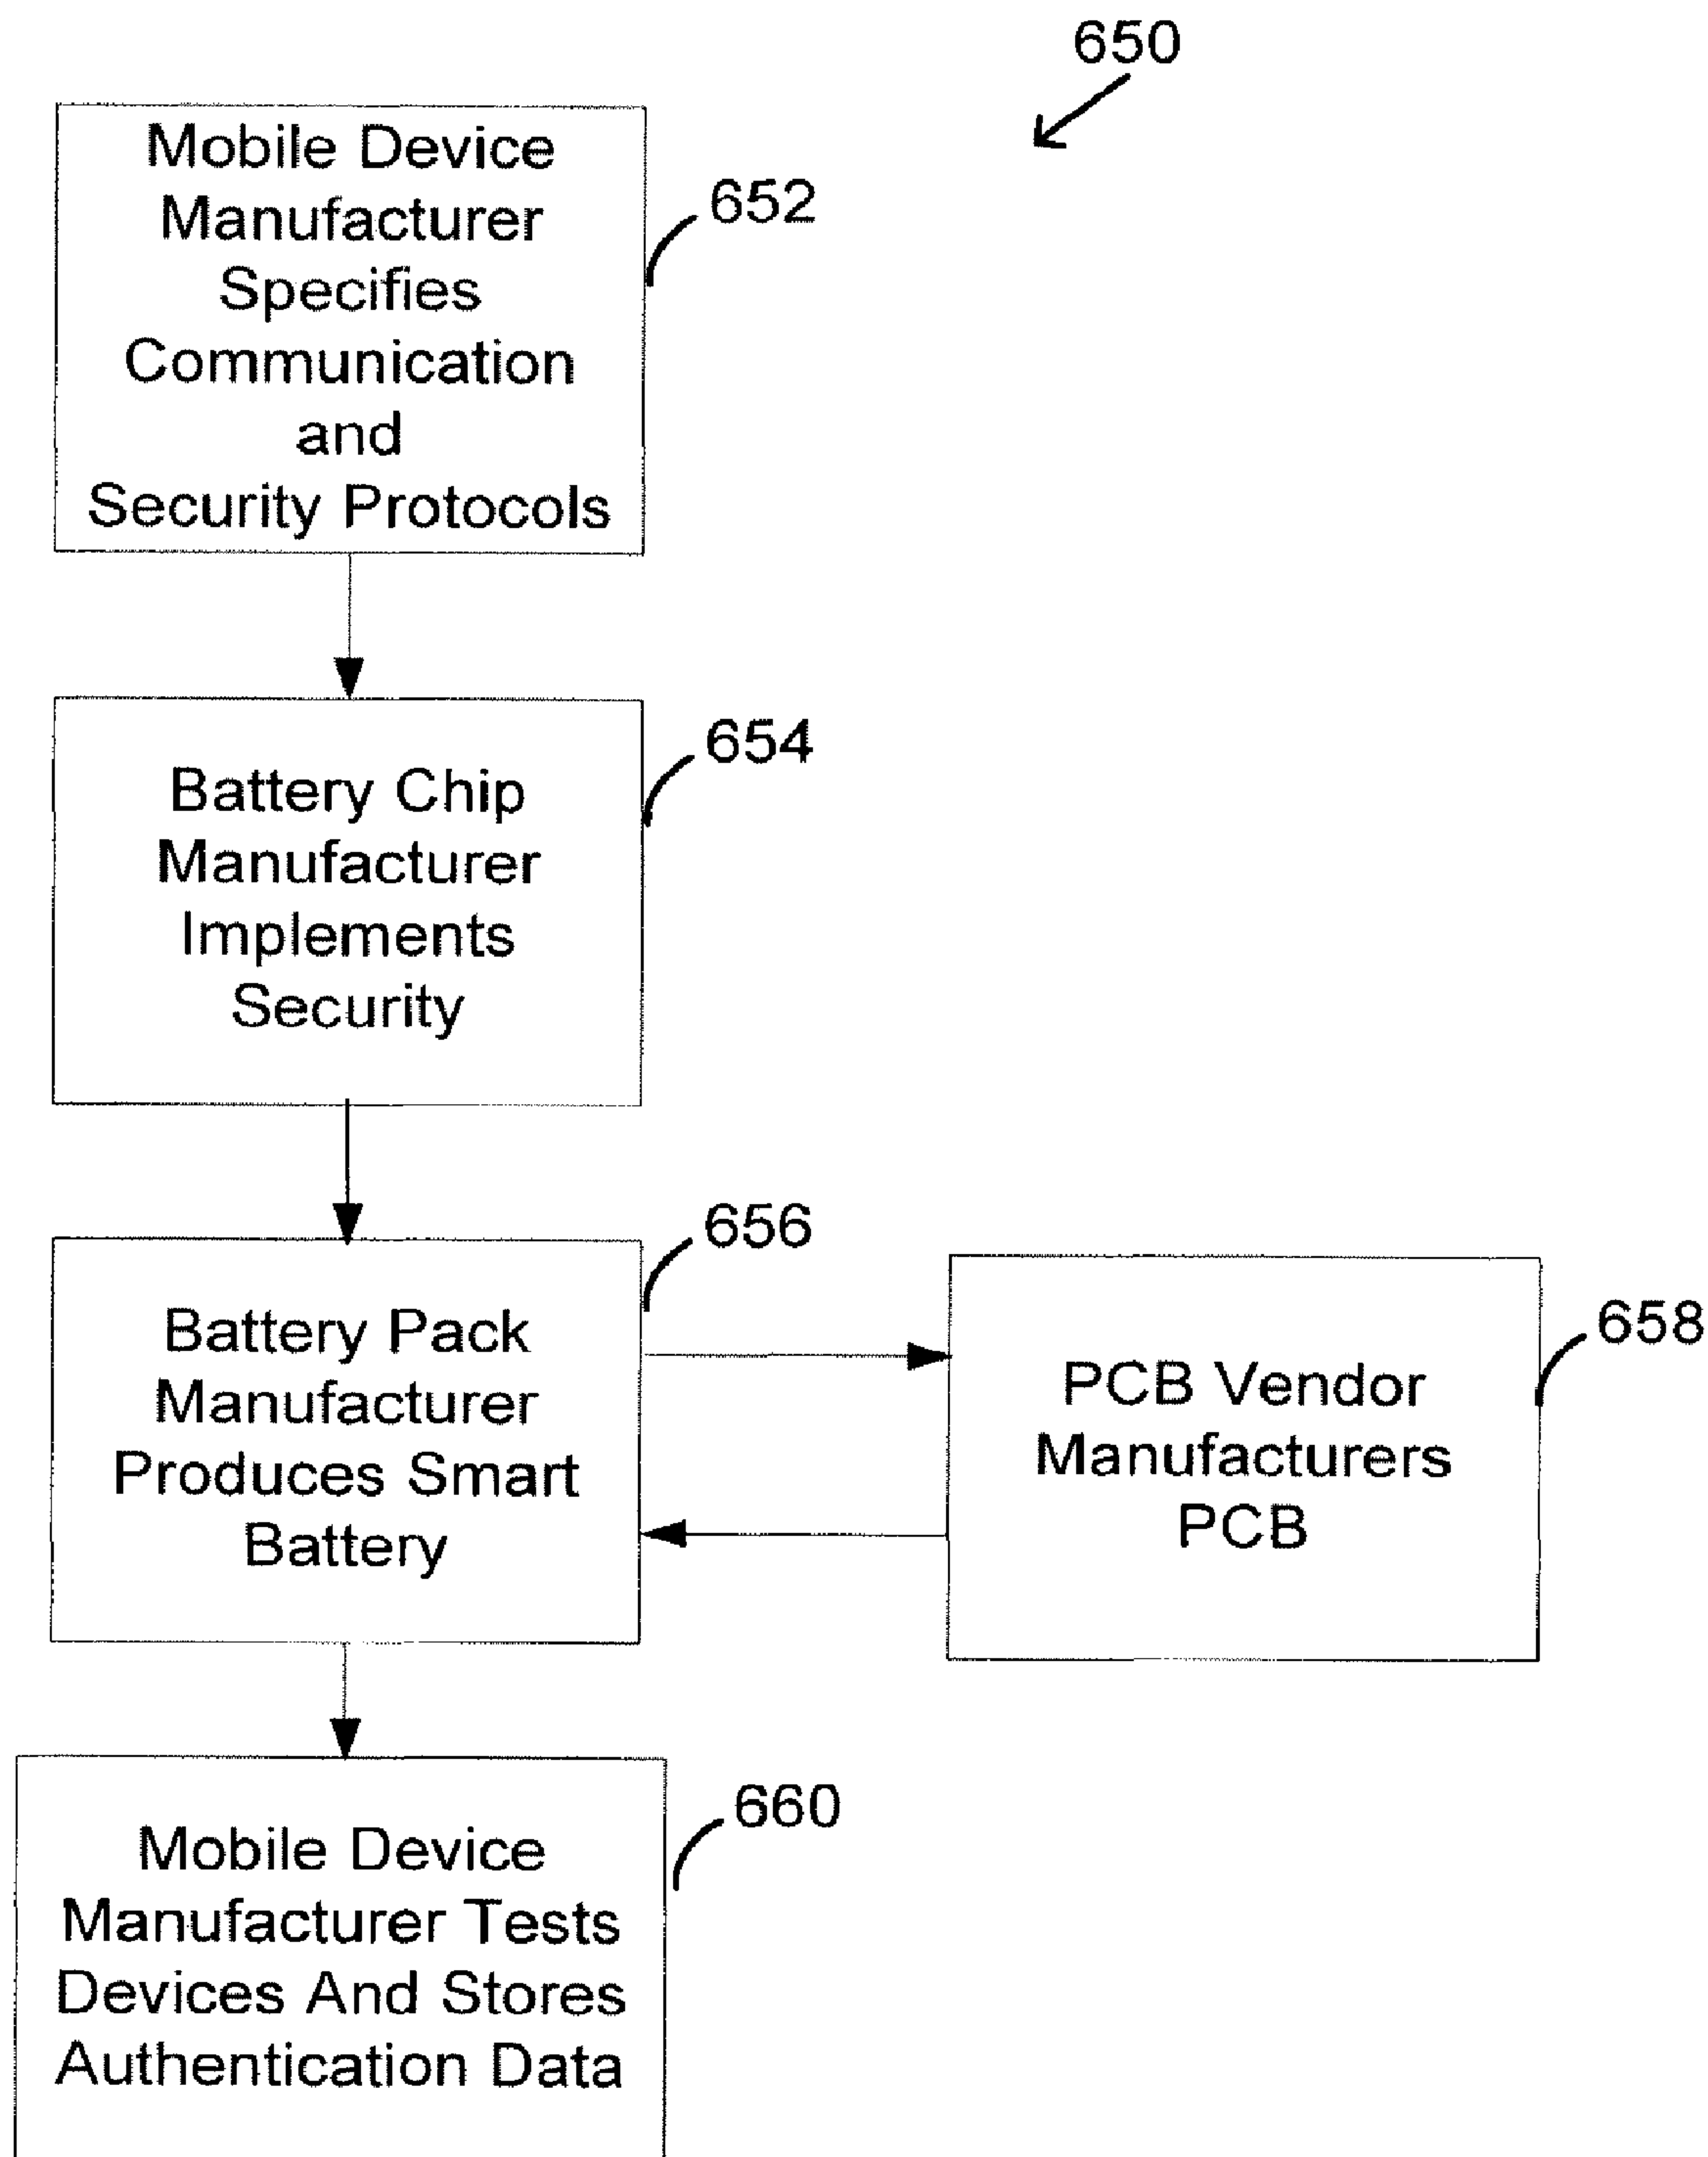 650
Mobile Device
Manufacturer
Specifies
Communication
and
Security Protocols
652
Battery Chip
Manufacturer
Implements
Security
654
Battery Pack
Manufacturer
Produces Smart
Battery
656
PCB Vendor
Manufacturers
PCB
658
Mobile Device
Manufacturer Tests
Devices And Stores
Authentication Data
660